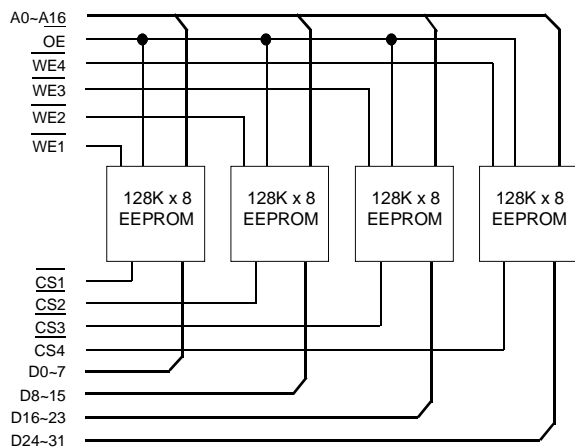 A0~A16
OE
WE4
WE3
WE2
WE1
128K x 8
EEPROM
128K x 8
EEPROM
128K x 8
EEPROM
128K x 8
EEPROM
CS1
CS2
CS3
CS4
D0~7
D8~15
D16~23
D24~31